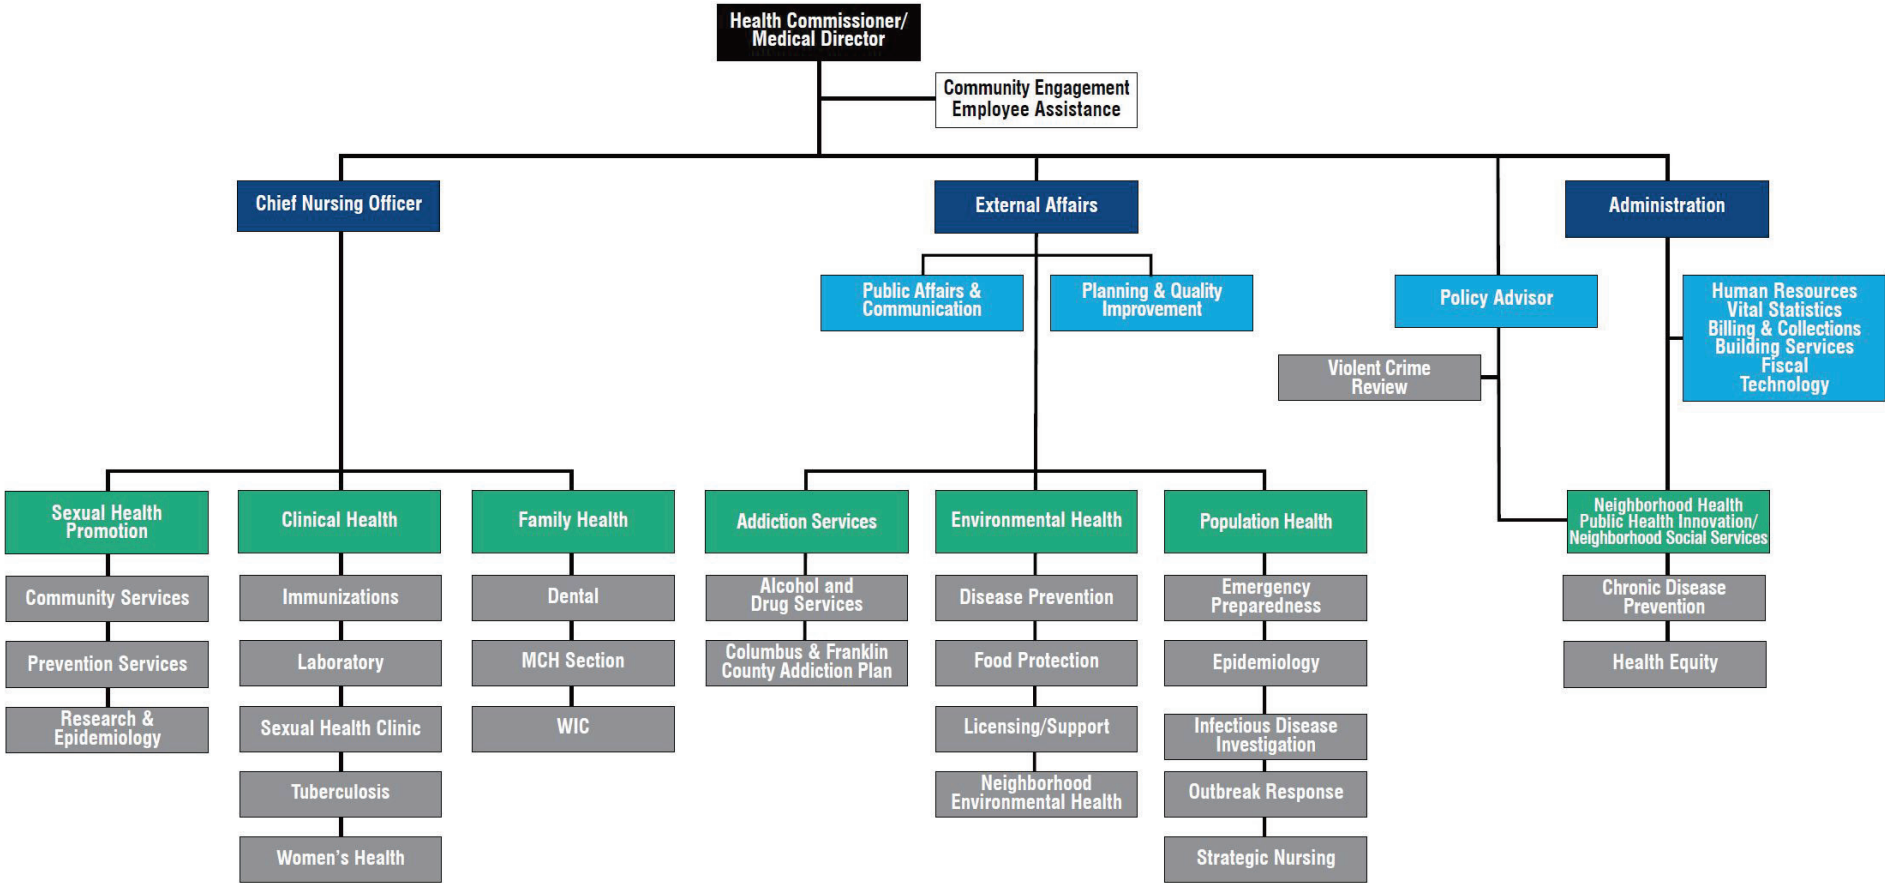 Health Commissioner/
Medical Director
Community Engagement
Employee Assistance
Chief Nursing Officer
External Affairs
Administration
Public Affairs &
Communication
Planning & Quality
Improvement
Policy Advisor
Human Resources
Vital Statistics
Billing & Collections
Building Services
Fiscal
Technology
Violent Crime
Review
Sexual Health
Promotion
Clinical Health
Family Health
Addiction Services
Environmental Health
Population Health
Neighborhood Health
Public Health Innovation/
Neighborhood Social Services
Community Services
Prevention Services
Research &
Epidemiology
Immunizations
Laboratory
Sexual Health Clinic
Tuberculosis
Women's Health
Dental
MCH Section
WIC
Alcohol and
Drug Services
Columbus & Franklin
County Addiction Plan
Disease Prevention
Food Protection
Licensing/Support
Neighborhood
Environmental Health
Emergency
Preparedness
Epidemiology
Infectious Disease
Investigation
Outbreak Response
Strategic Nursing
Chronic Disease
Prevention
Health Equity